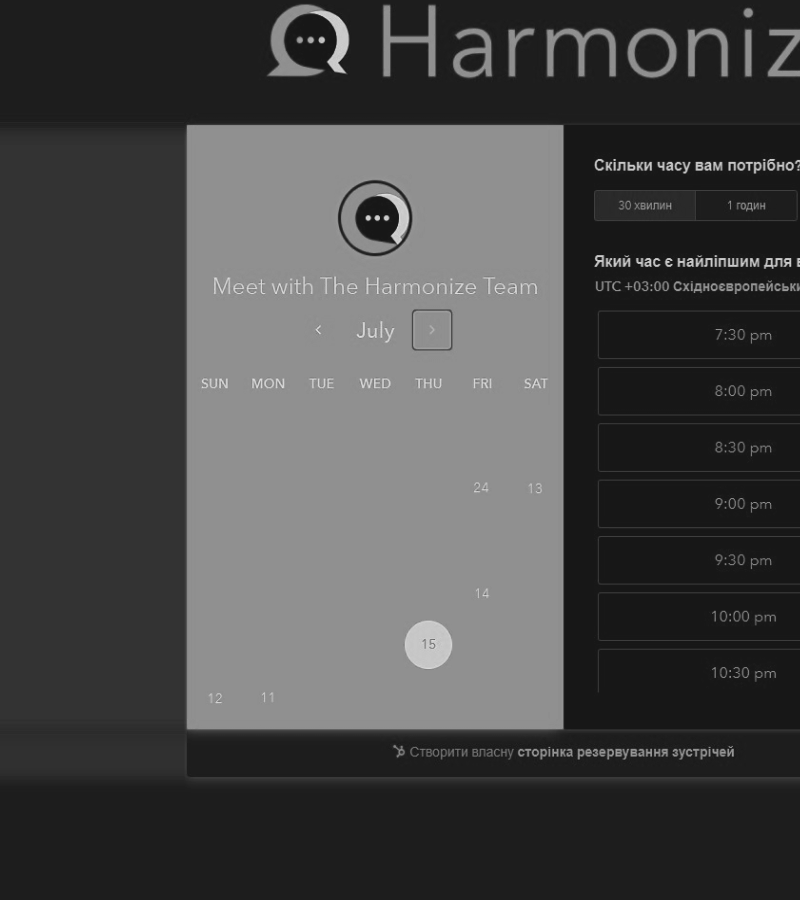 Harmoniz
Meet with The Harmonize Team
July
SUN MON TUE WED THU FRI SAT
24 13
14
15
12 11
Скільки часу вам потрібно?
30 хвилин 1 годин
Який час є найліпшим для в
UTC +03:00 Східноєвропейськи
7:30 pm
8:00 pm
8:30 pm
9:00 pm
9:30 pm
10:00 pm
10:30 pm
Створити власну сторінка резервування зустрічей